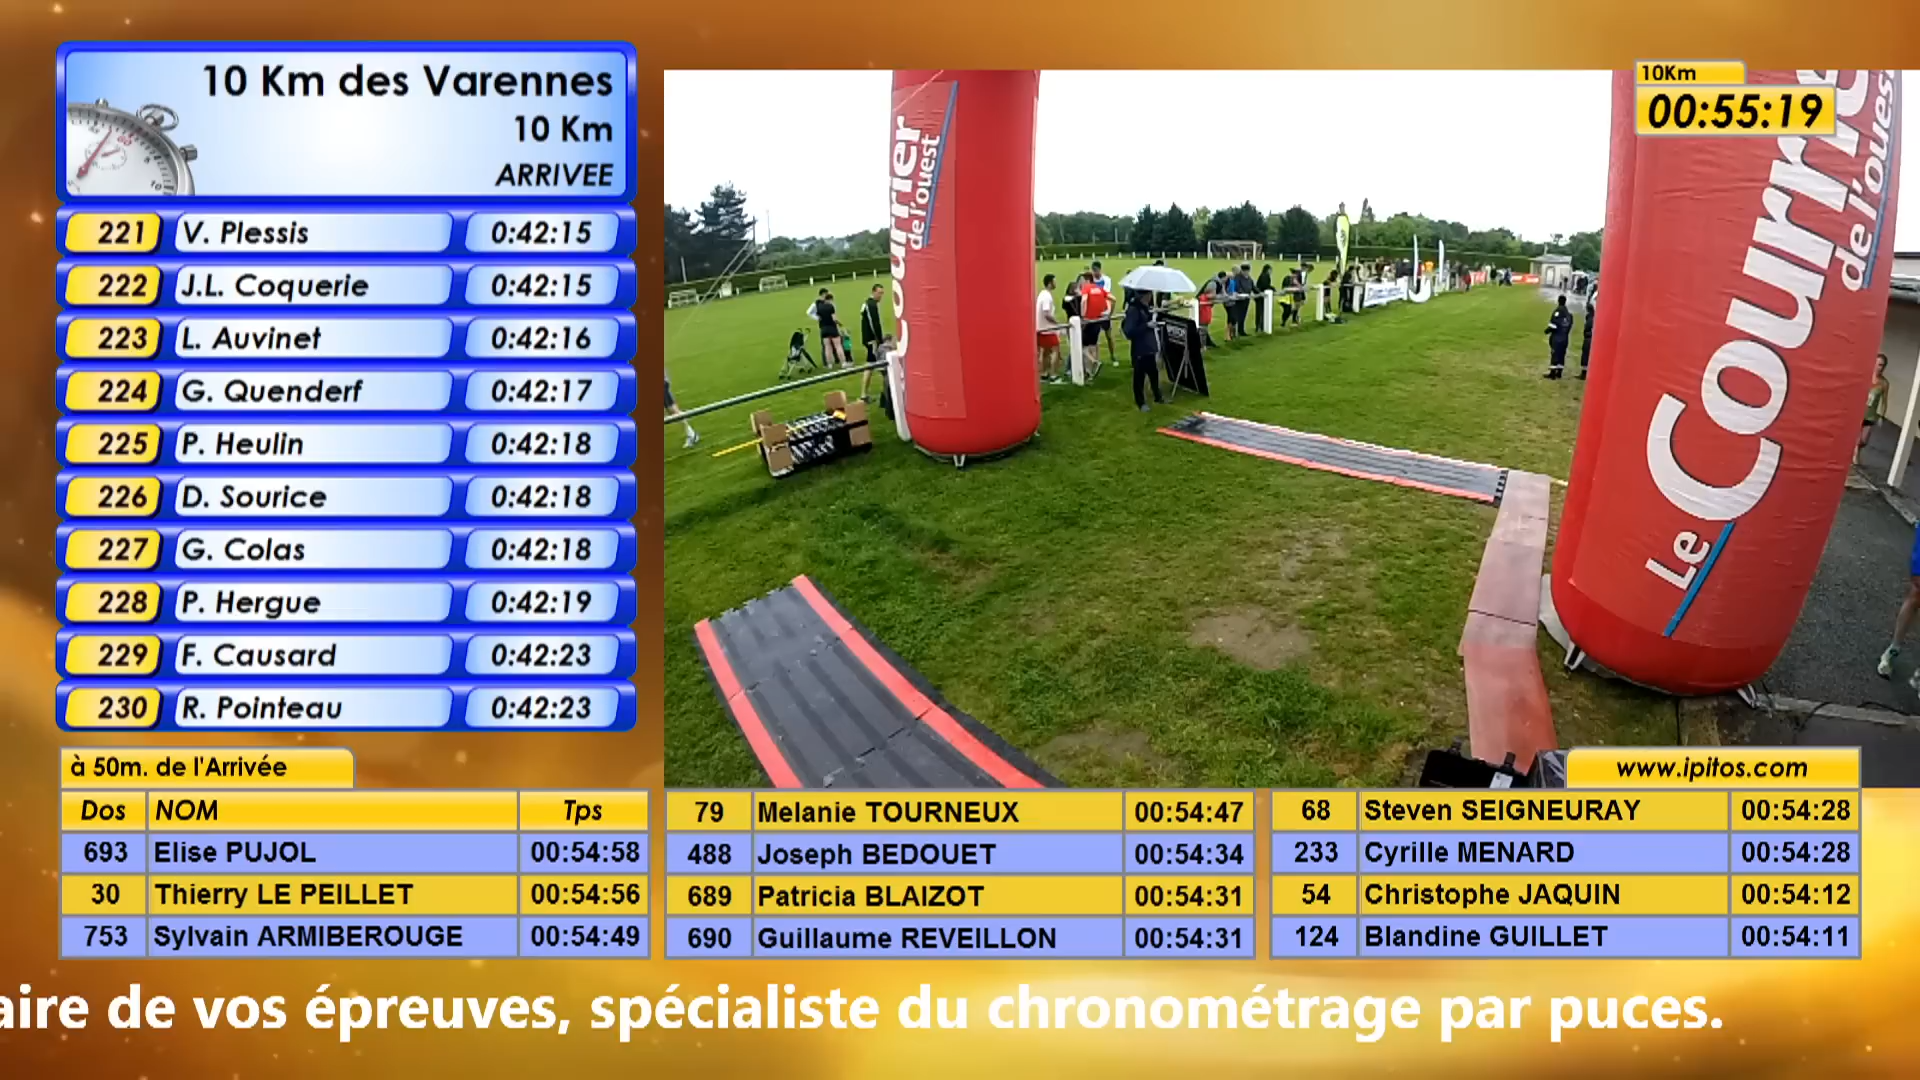 10 Km des Varennes
10 Km
ARRIVEE
221 V. Plessis 0:42:15
222 J.L. Coquerie 0:42:15
223 L. Auvinet 0:42:16
224 G. Quenderf 0:42:17
225 P. Heulin 0:42:18
226 D. Sourice 0:42:18
227 G. Colas 0:42:18
228 P. Hergue 0:42:19
229 F. Causard 0:42:23
230 R. Pointeau 0:42:23
10Km
00:55:19
Courrier
de l'ouest
Le Courrie
de l'ouest
à 50m. de l'Arrivée
www.ipitos.com
Dos NOM Tps
693 Elise PUJOL 00:54:58
30 Thierry LE PEILLET 00:54:56
753 Sylvain ARMIBEROUGE 00:54:49
79 Melanie TOURNEUX 00:54:47
488 Joseph BEDOUET 00:54:34
689 Patricia BLAIZOT 00:54:31
690 Guillaume REVEILLON 00:54:31
68 Steven SEIGNEURAY 00:54:28
233 Cyrille MENARD 00:54:28
54 Christophe JAQUIN 00:54:12
124 Blandine GUILLET 00:54:11
aire de vos épreuves, spécialiste du chronométrage par puces.